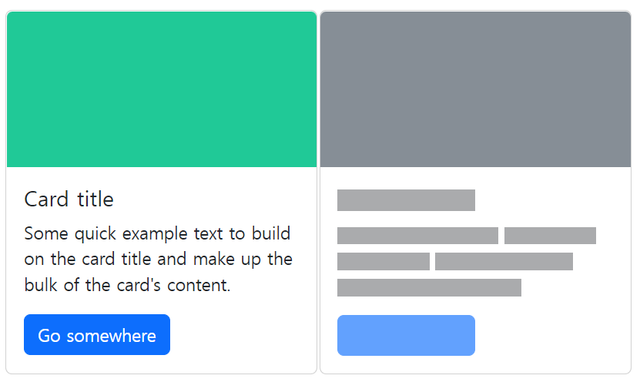 Card title
Some quick example text to build
on the card title and make up the
bulk of the card's content.
Go somewhere